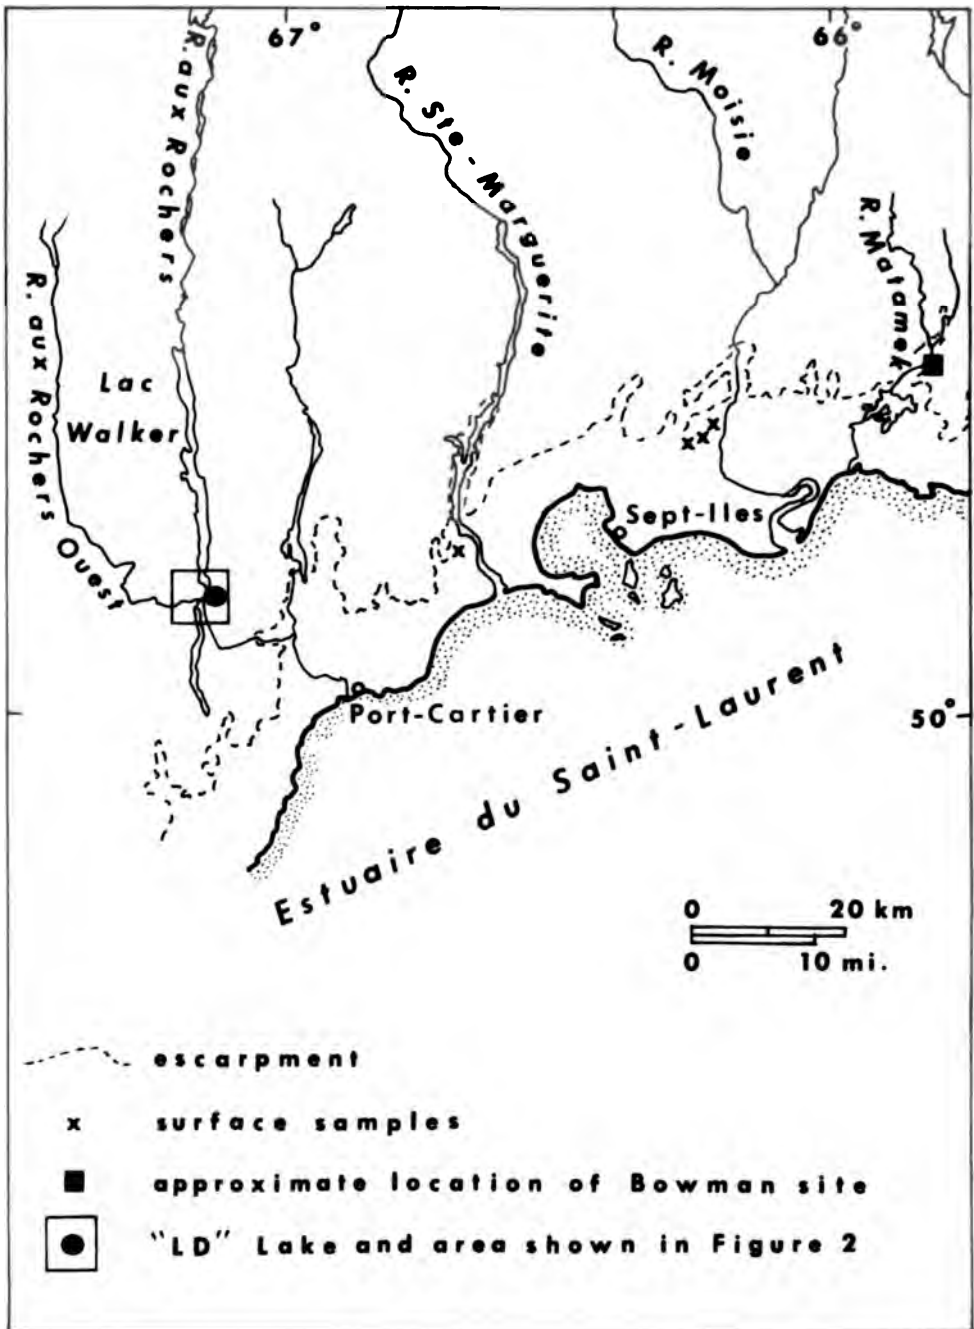 67°
66°
R. aux Rochers
R. Ste-Marguerite
R. Moisie
R. Matamek
R. aux Rochers Ouest
Lac
Walker
Sept-Iles
Port-Cartier
50°
Estuaire du Saint-Laurent
0 20 km
0 10 mi.
escarpment
x surface samples
approximate location of Bowman site
"LD" Lake and area shown in Figure 2